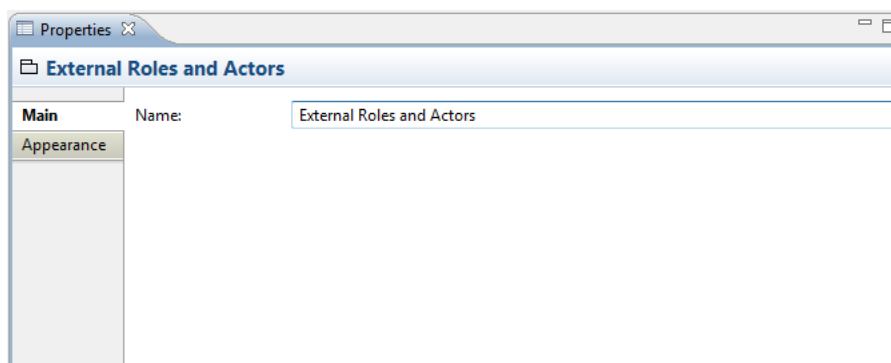 Properties
External Roles and Actors
Main
Name: External Roles and Actors
Appearance